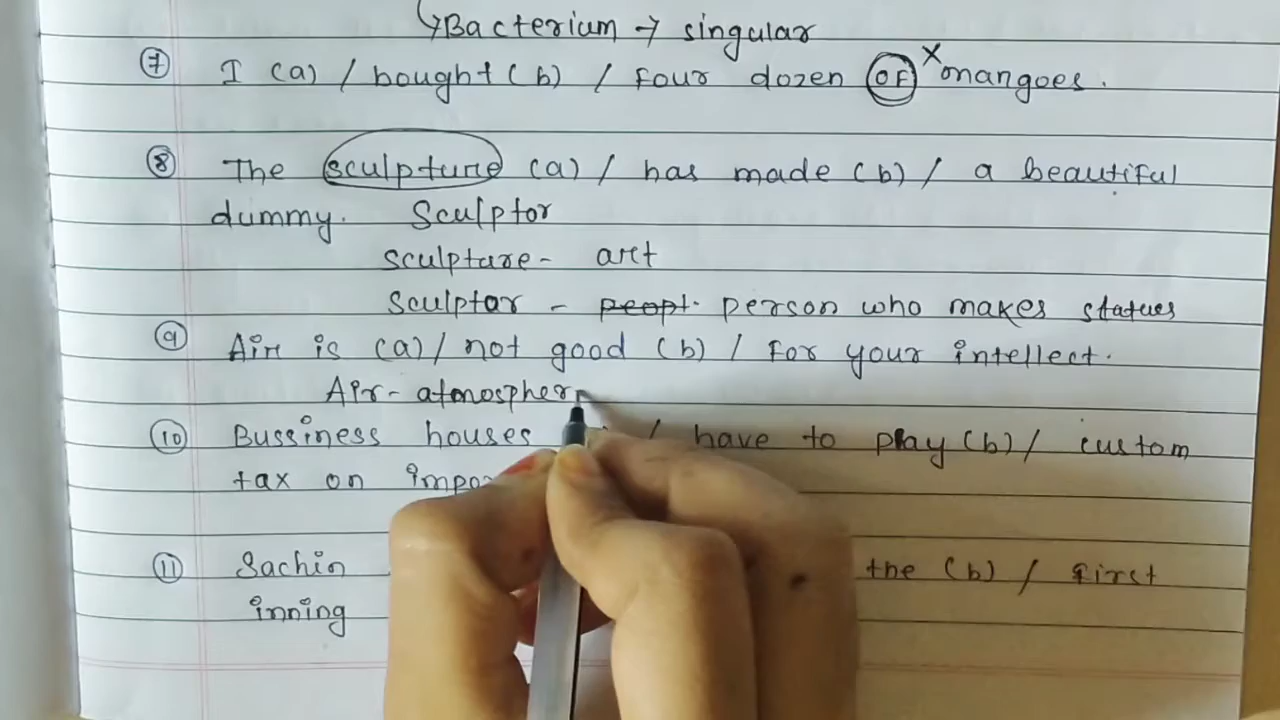 ↳Bacterium → singular
⑦ I (a) / bought (b) / four dozen OF x mangoes.
⑧ The sculpture (a) / has made (b) / a beautiful
dummy. Sculptor
sculpture - art
sculptor - peopl. person who makes statues
⑨ Air is (a) / not good (b) / for your intellect.
Air - atmospher
⑩ Bussiness houses / have to play (b) / custom
tax on impo
⑪ Sachin the (b) / first
inning